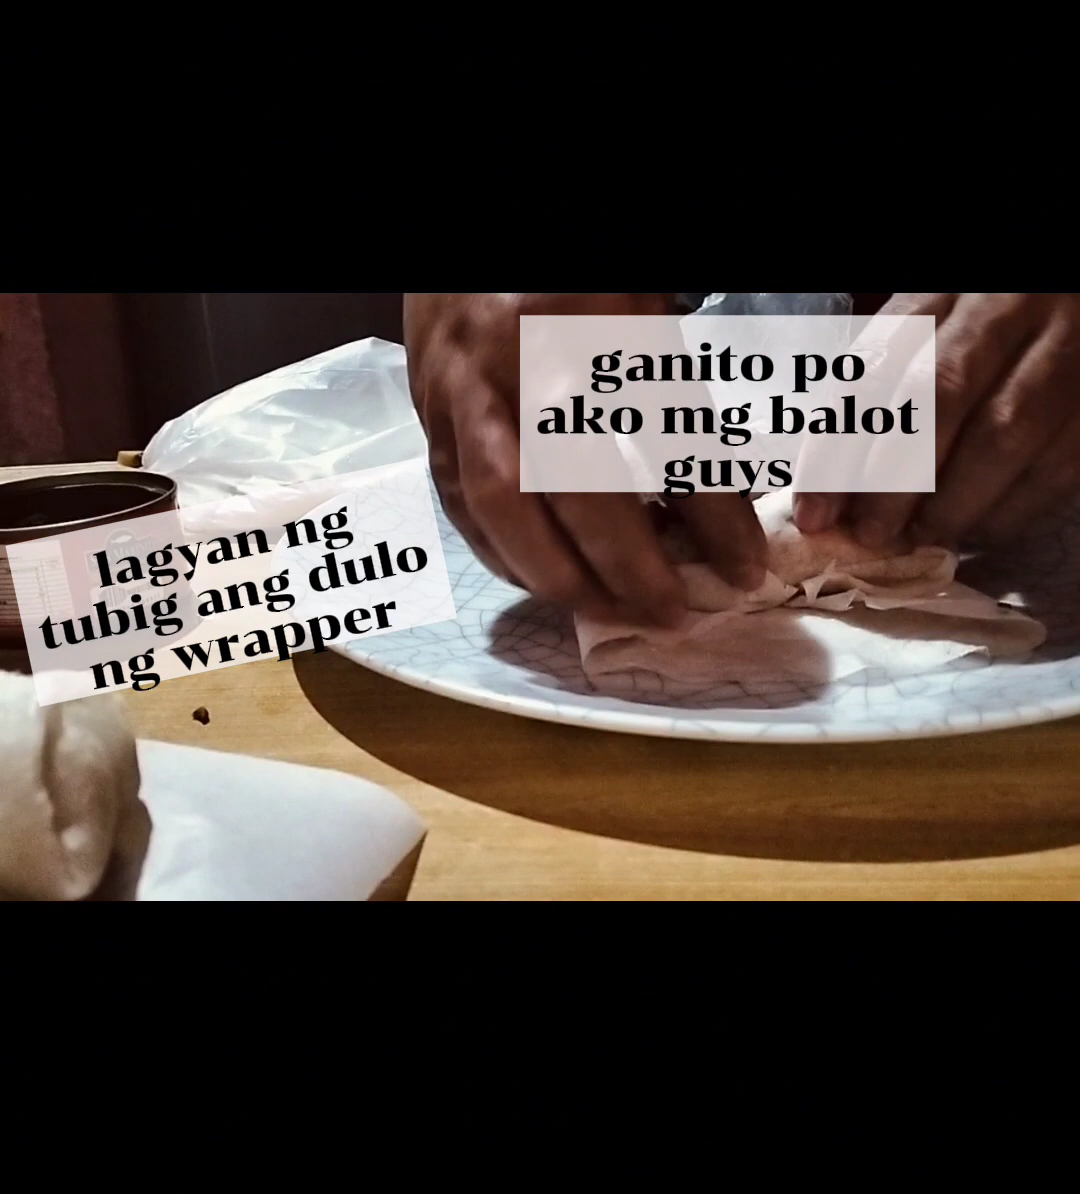 ganito po
ako mg balot
guys
lagyan ng
tubig ang dulo
ng wrapper